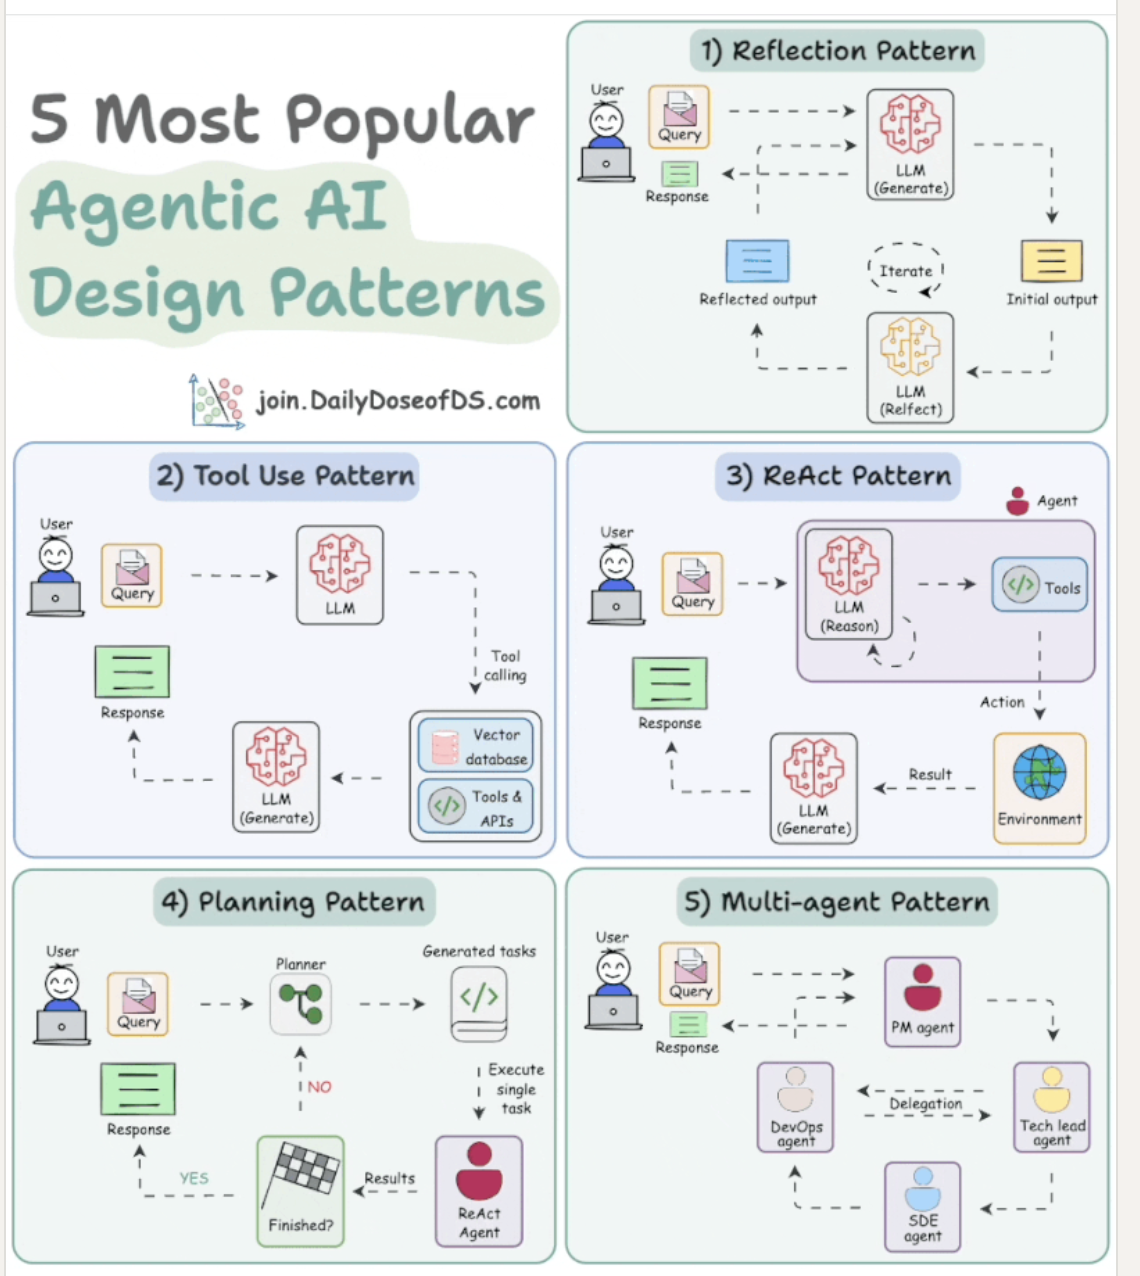 5 Most Popular
Agentic AI
Design Patterns
join.DailyDoseofDS.com
1) Reflection Pattern
User
Query
Response
LLM
(Generate)
Reflected output
Iterate
Initial output
LLM
(Relfect)
2) Tool Use Pattern
User
Query
LLM
Tool
calling
Response
Vector
database
LLM
(Generate)
Tools &
APIs
3) ReAct Pattern
Agent
User
Query
LLM
(Reason)
Tools
Response
Action
Result
LLM
(Generate)
Environment
4) Planning Pattern
User
Query
Planner
Generated tasks
NO
Execute
single
task
Response
YES
Finished?
Results
ReAct
Agent
5) Multi-agent Pattern
User
Query
Response
PM agent
DevOps
agent
Delegation
Tech lead
agent
SDE
agent